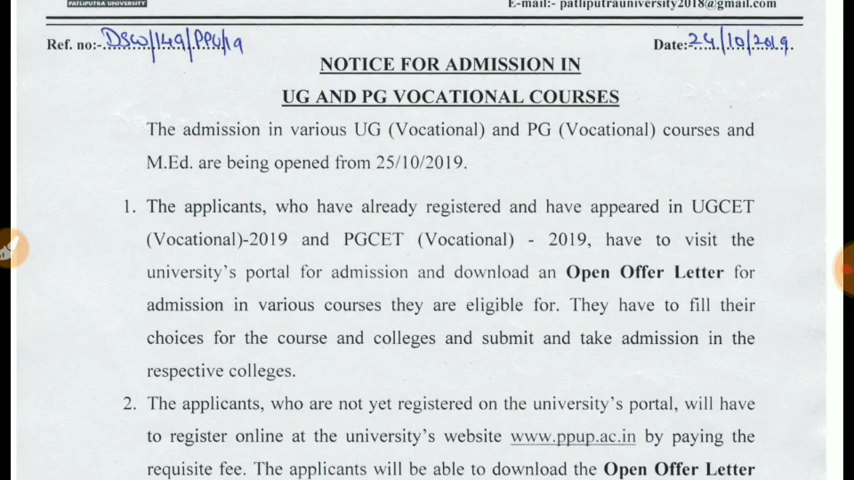 PATLIPUTRA UNIVERSITY
E-mail:- patliputrauniversity2018@gmail.com
Ref. no:-DSW/149/PPU/19 Date:24/10/2019.
NOTICE FOR ADMISSION IN
UG AND PG VOCATIONAL COURSES
The admission in various UG (Vocational) and PG (Vocational) courses and
M.Ed. are being opened from 25/10/2019.
1. The applicants, who have already registered and have appeared in UGCET
(Vocational)-2019 and PGCET (Vocational) - 2019, have to visit the
university's portal for admission and download an Open Offer Letter for
admission in various courses they are eligible for. They have to fill their
choices for the course and colleges and submit and take admission in the
respective colleges.
2. The applicants, who are not yet registered on the university's portal, will have
to register online at the university's website www.ppup.ac.in by paying the
requisite fee. The applicants will be able to download the Open Offer Letter